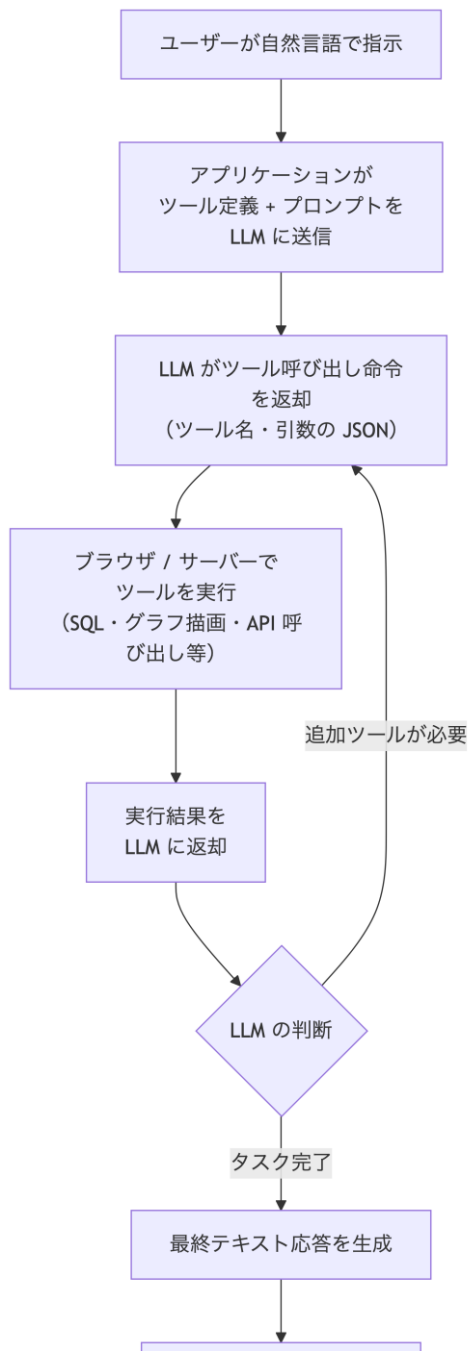 ユーザーが自然言語で指示
アプリケーションが
ツール定義 + プロンプトを
LLM に送信
LLM がツール呼び出し命令
を返却
（ツール名・引数の JSON）
ブラウザ / サーバーで
ツールを実行
（SQL・グラフ描画・API 呼
び出し等）
追加ツールが必要
実行結果を
LLM に返却
LLM の判断
タスク完了
最終テキスト応答を生成